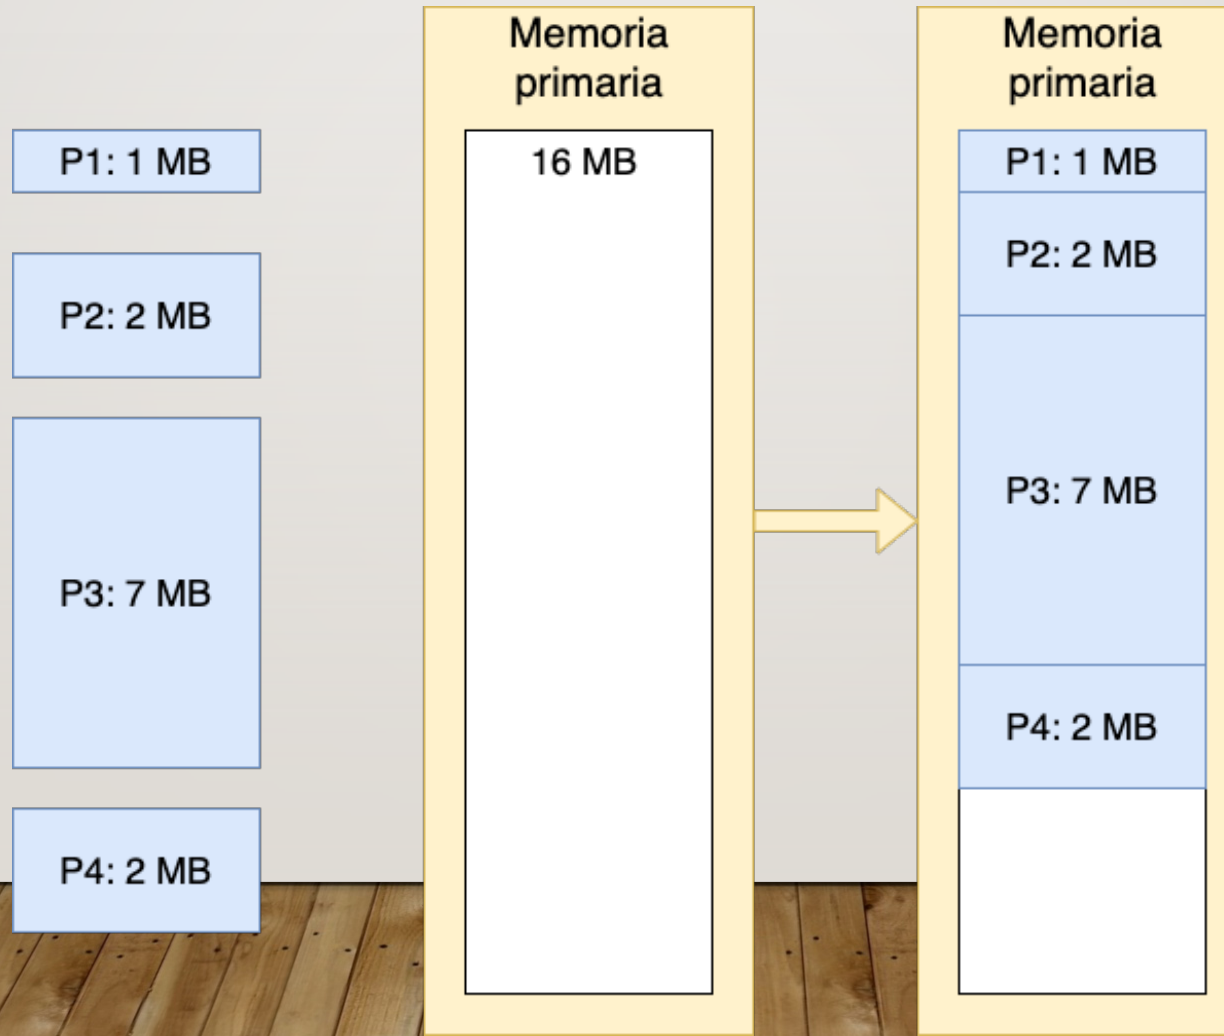 P1: 1 MB
P2: 2 MB
P3: 7 MB
P4: 2 MB
Memoria
primaria
16 MB
Memoria
primaria
P1: 1 MB
P2: 2 MB
P3: 7 MB
P4: 2 MB